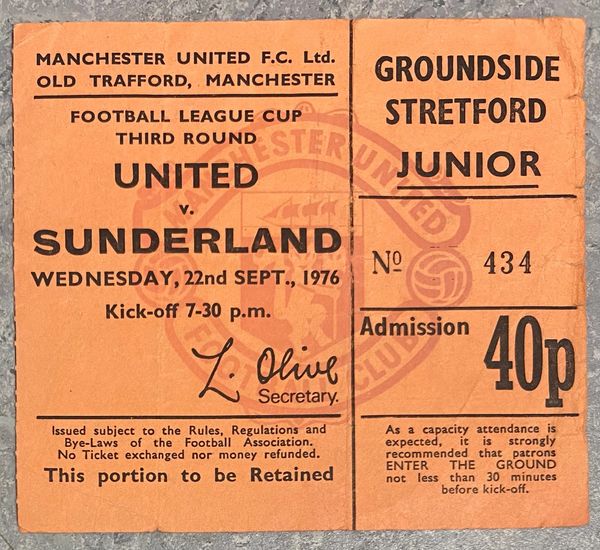 MANCHESTER UNITED F.C. Ltd.
OLD TRAFFORD, MANCHESTER
FOOTBALL LEAGUE CUP
THIRD ROUND
UNITED
v.
SUNDERLAND
WEDNESDAY, 22nd SEPT., 1976
Kick-off 7-30 p.m.
L. Olive
Secretary.
Issued subject to the Rules, Regulations and
Bye-Laws of the Football Association.
No Ticket exchanged nor money refunded.
This portion to be Retained
MANCHESTER UNITED
FOOTBALL CLUB
GROUNDSIDE
STRETFORD
JUNIOR
Nº 434
Admission 40p
As a capacity attendance is
expected, it is strongly
recommended that patrons
ENTER THE GROUND
not less than 30 minutes
before kick-off.